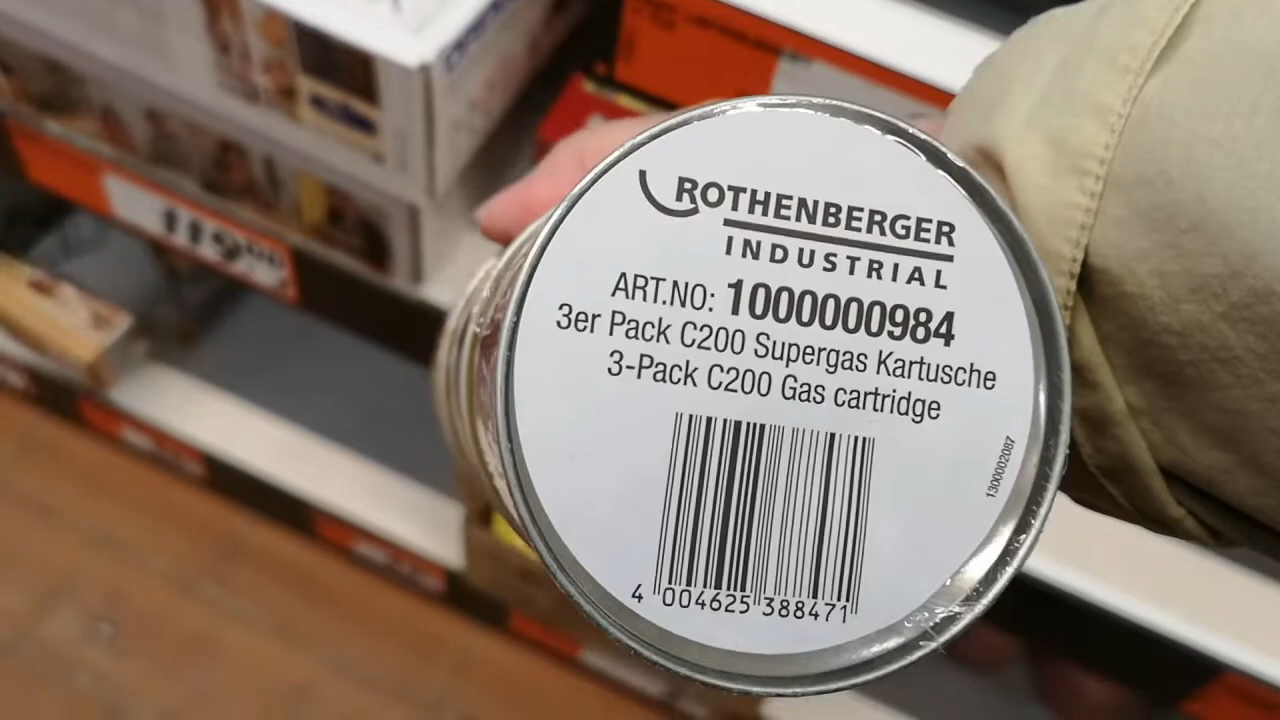 ROTHENBERGER
INDUSTRIAL
ART.NO: 1000000984
3er Pack C200 Supergas Kartusche
3-Pack C200 Gas cartridge
1300002087
4 004625 388471